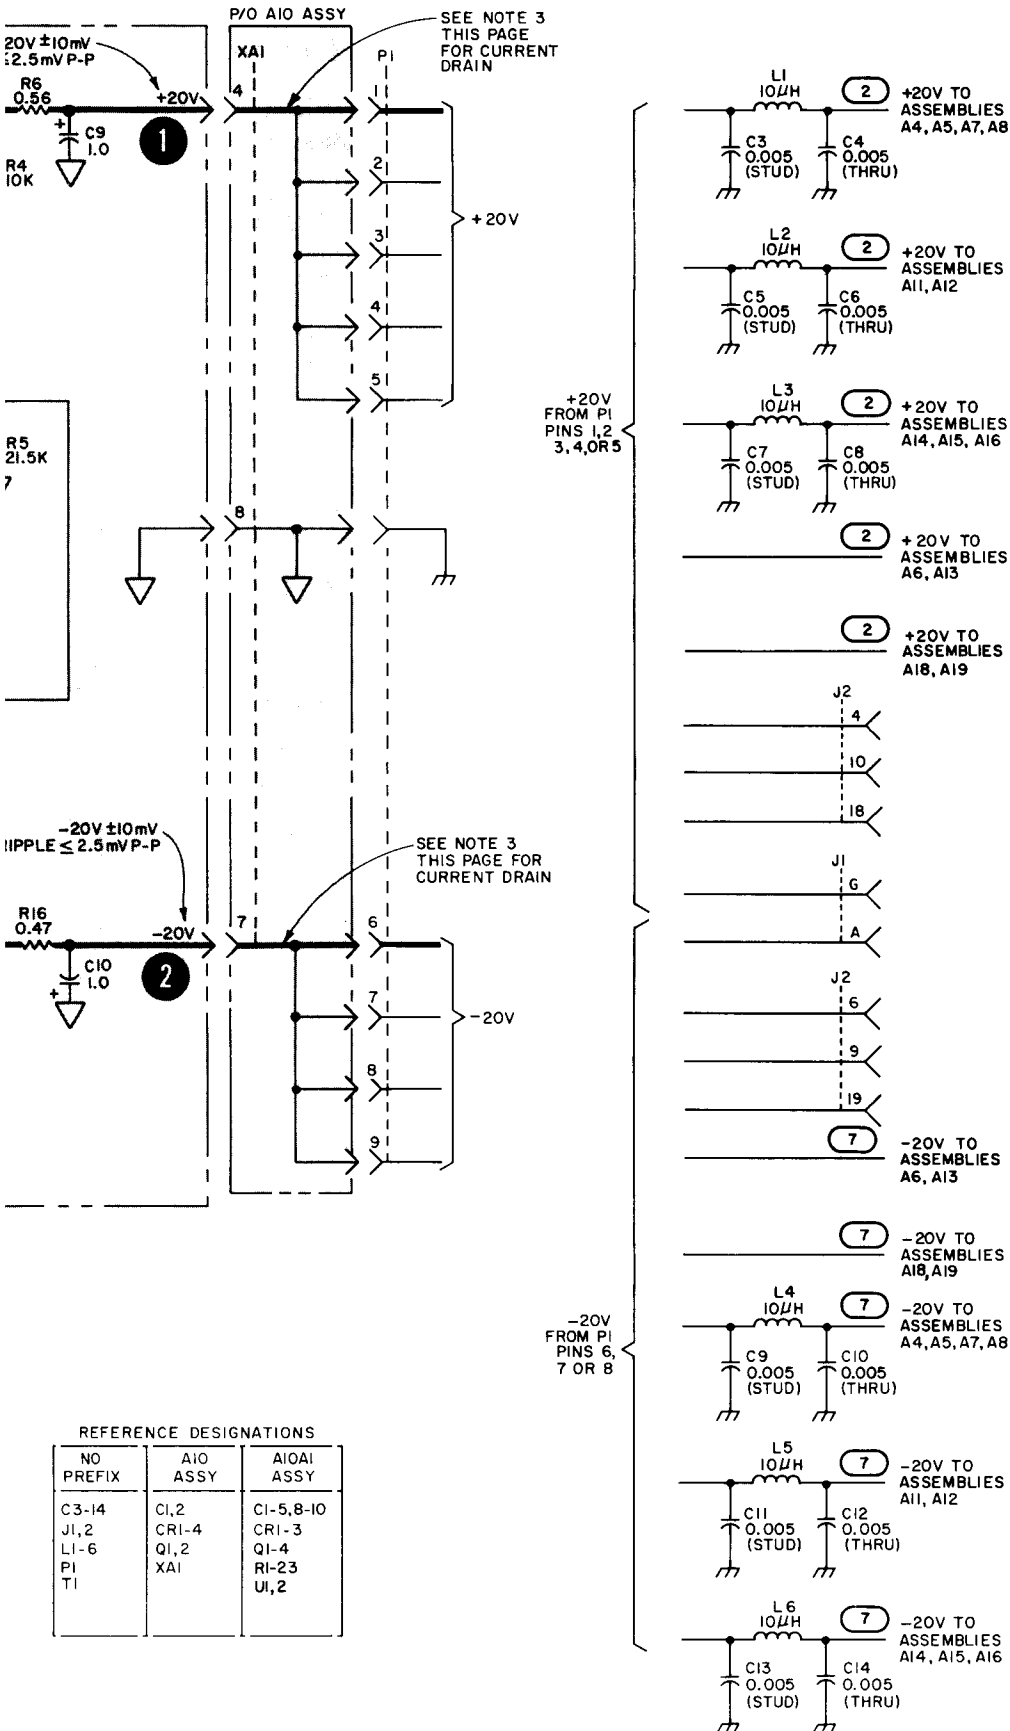 P/O A10 ASSY
20V ±10mV
≤2.5mV P-P
XA1
SEE NOTE 3
THIS PAGE
FOR CURRENT
DRAIN
P1
R6
0.56
+20V
4
1
+
C9
1.0
1
R4
10K
2
3
+20V
4
5
R5
21.5K
7
8
-20V ±10mV
RIPPLE ≤ 2.5mV P-P
SEE NOTE 3
THIS PAGE FOR
CURRENT DRAIN
R16
0.47
-20V
7
6
C10
1.0
+
2
7
-20V
8
9
+20V
FROM P1
PINS 1,2
3,4,OR5
L1
10µH
2
+20V TO
ASSEMBLIES
A4, A5, A7, A8
C3
0.005
(STUD)
C4
0.005
(THRU)
L2
10µH
2
+20V TO
ASSEMBLIES
A11, A12
C5
0.005
(STUD)
C6
0.005
(THRU)
L3
10µH
2
+20V TO
ASSEMBLIES
A14, A15, A16
C7
0.005
(STUD)
C8
0.005
(THRU)
2
+20V TO
ASSEMBLIES
A6, A13
2
+20V TO
ASSEMBLIES
A18, A19
J2
4
10
18
J1
G
A
J2
6
9
19
7
-20V TO
ASSEMBLIES
A6, A13
7
-20V TO
ASSEMBLIES
A18, A19
-20V
FROM P1
PINS 6,
7 OR 8
L4
10µH
7
-20V TO
ASSEMBLIES
A4, A5, A7, A8
C9
0.005
(STUD)
C10
0.005
(THRU)
L5
10µH
7
-20V TO
ASSEMBLIES
A11, A12
C11
0.005
(STUD)
C12
0.005
(THRU)
L6
10µH
7
-20V TO
ASSEMBLIES
A14, A15, A16
C13
0.005
(STUD)
C14
0.005
(THRU)
REFERENCE DESIGNATIONS
NO PREFIX A10 ASSY A10A1 ASSY
C3-14 C1,2 C1-5,8-10
J1,2 CR1-4 CR1-3
L1-6 Q1,2 Q1-4
P1 XA1 R1-23
T1 U1,2